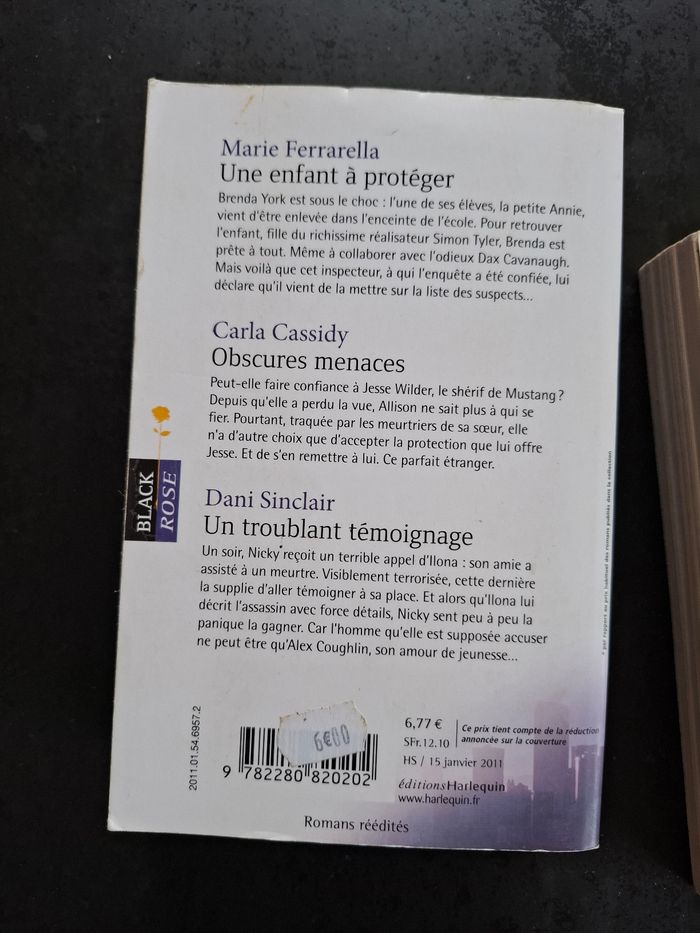 Marie Ferrarella
Une enfant à protéger
Brenda York est sous le choc : l'une de ses élèves, la petite Annie,
vient d'être enlevée dans l'enceinte de l'école. Pour retrouver
l'enfant, fille du richissime réalisateur Simon Tyler, Brenda est
prête à tout. Même à collaborer avec l'odieux Dax Cavanaugh.
Mais voilà que cet inspecteur, à qui l'enquête a été confiée, lui
déclare qu'il vient de la mettre sur la liste des suspects...
Carla Cassidy
Obscures menaces
Peut-elle faire confiance à Jesse Wilder, le shérif de Mustang ?
Depuis qu'elle a perdu la vue, Allison ne sait plus à qui se
fier. Pourtant, traquée par les meurtriers de sa sœur, elle
n'a d'autre choix que d'accepter la protection que lui offre
Jesse. Et de s'en remettre à lui. Ce parfait étranger.
BLACK
ROSE
Dani Sinclair
Un troublant témoignage
Un soir, Nicky reçoit un terrible appel d'Ilona : son amie a
assisté à un meurtre. Visiblement terrorisée, cette dernière
la supplie d'aller témoigner à sa place. Et alors qu'Ilona lui
décrit l'assassin avec force détails, Nicky sent peu à peu la
panique la gagner. Car l'homme qu'elle est supposée accuser
ne peut être qu'Alex Coughlin, son amour de jeunesse...
* par rapport au prix habituel des romans publiés dans la collection
2011.01.54.6957.2
6€00
9 782280 820202
6,77 €
SFr.12.10
Ce prix tient compte de la réduction
annoncée sur la couverture
HS / 15 janvier 2011
éditionsHarlequin
www.harlequin.fr
Romans réédités